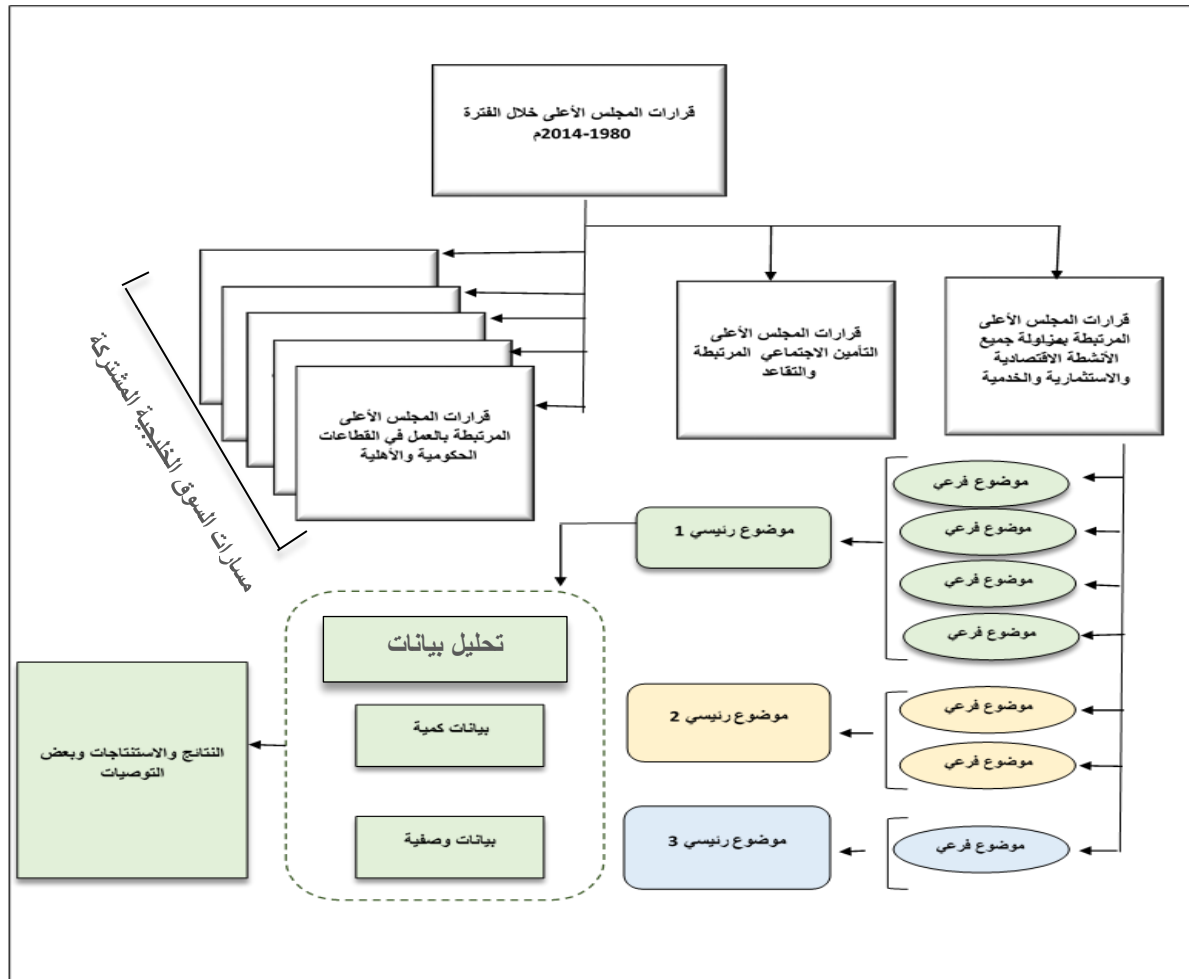 قرارات المجلس الأعلى خلال الفترة
1980-2014م
قرارات المجلس الأعلى
المرتبطة بمزاولة جميع
الأنشطة الاقتصادية
والاستثمارية والخدمية
قرارات المجلس الأعلى
التأمين الاجتماعي المرتبطة
والتقاعد
قرارات المجلس الأعلى
المرتبطة بالعمل في القطاعات
الحكومية والأهلية
مسارات السوق الخليجية المشتركة
موضوع فرعي
موضوع فرعي
موضوع فرعي
موضوع فرعي
موضوع رئيسي 1
موضوع فرعي
موضوع فرعي
موضوع رئيسي 2
موضوع فرعي
موضوع رئيسي 3
تحليل بيانات
بيانات كمية
بيانات وصفية
النتائج والاستنتاجات وبعض
التوصيات